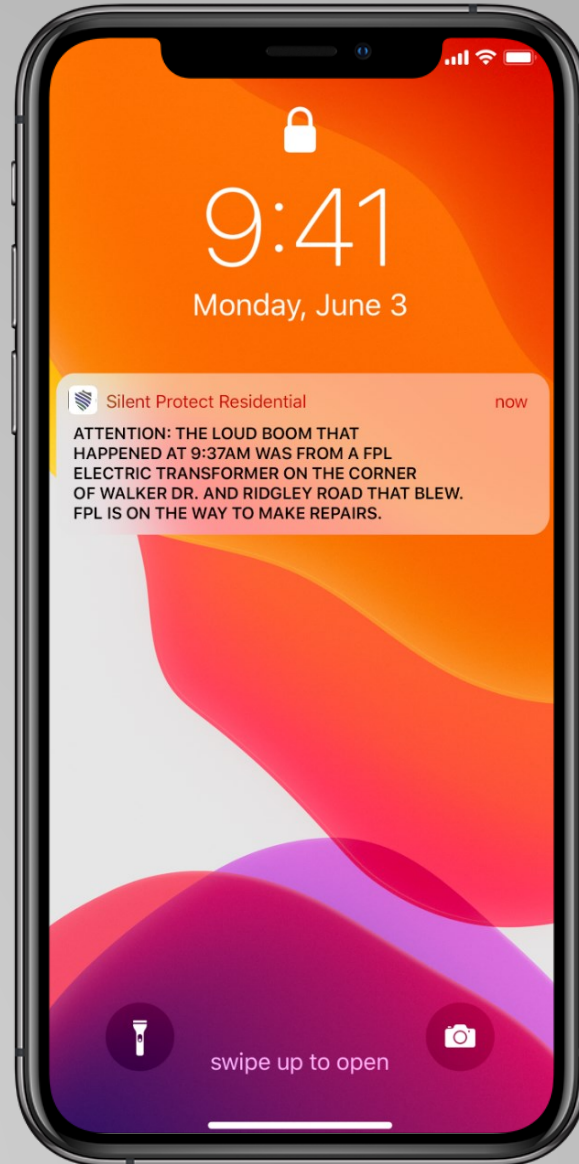 9:41
Monday, June 3
Silent Protect Residential now
ATTENTION: THE LOUD BOOM THAT
HAPPENED AT 9:37AM WAS FROM A FPL
ELECTRIC TRANSFORMER ON THE CORNER
OF WALKER DR. AND RIDGLEY ROAD THAT BLEW.
FPL IS ON THE WAY TO MAKE REPAIRS.
swipe up to open